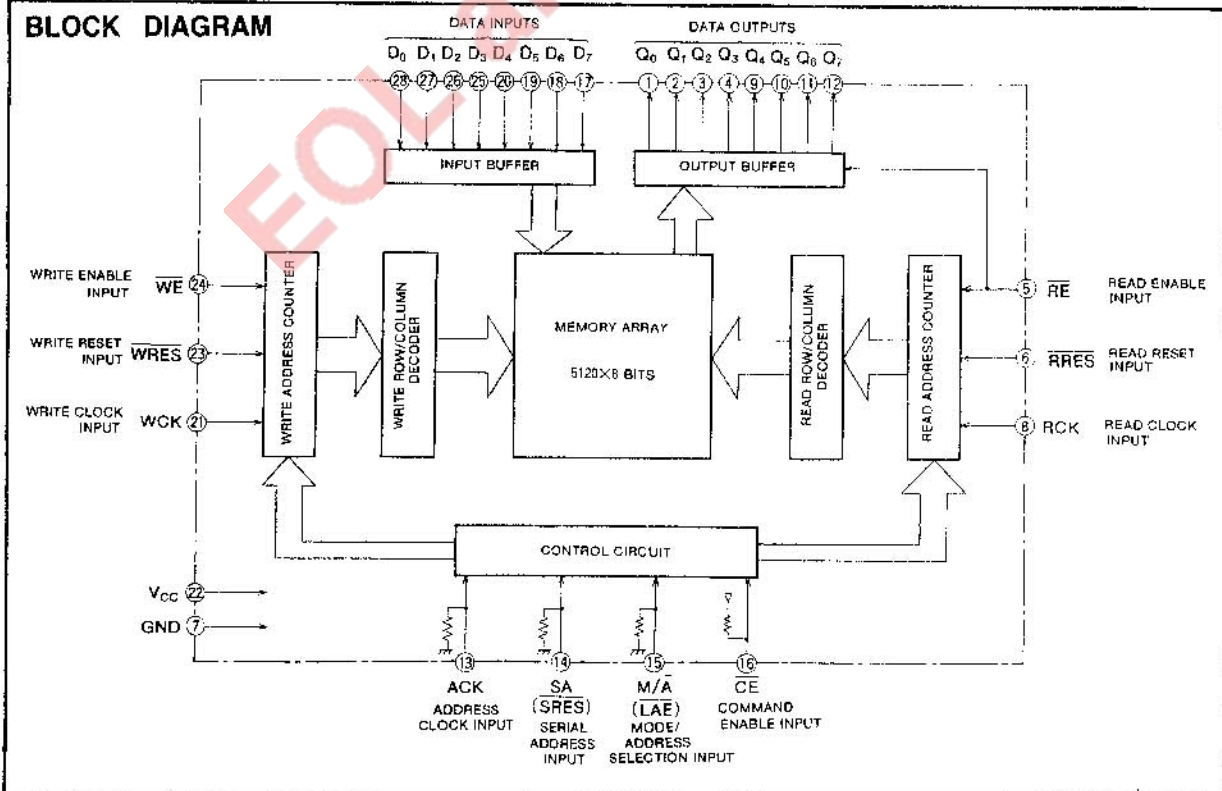 BLOCK DIAGRAM
DATA INPUTS
D0 D1 D2 D3 D4 D5 D6 D7
28 27 26 25 20 19 18 17
DATA OUTPUTS
Q0 Q1 Q2 Q3 Q4 Q5 Q6 Q7
1 2 3 4 9 10 11 12
INPUT BUFFER
OUTPUT BUFFER
WRITE ENABLE
INPUT
WE 24
WRITE RESET
INPUT
WRES 23
WRITE CLOCK
INPUT
WCK 21
WRITE ADDRESS COUNTER
WRITE ROW/COLUMN
DECODER
MEMORY ARRAY
5120×8 BITS
READ ROW/COLUMN
DECODER
READ ADDRESS COUNTER
5 RE
READ ENABLE
INPUT
6 RRES
READ RESET
INPUT
8 RCK
READ CLOCK
INPUT
CONTROL CIRCUIT
VCC 22
GND 7
13
ACK
ADDRESS
CLOCK INPUT
14
SA
(SRES)
SERIAL
ADDRESS
INPUT
15
M/A
(LAE)
MODE/
ADDRESS
SELECTION INPUT
16
CE
COMMAND
ENABLE INPUT
EOL a